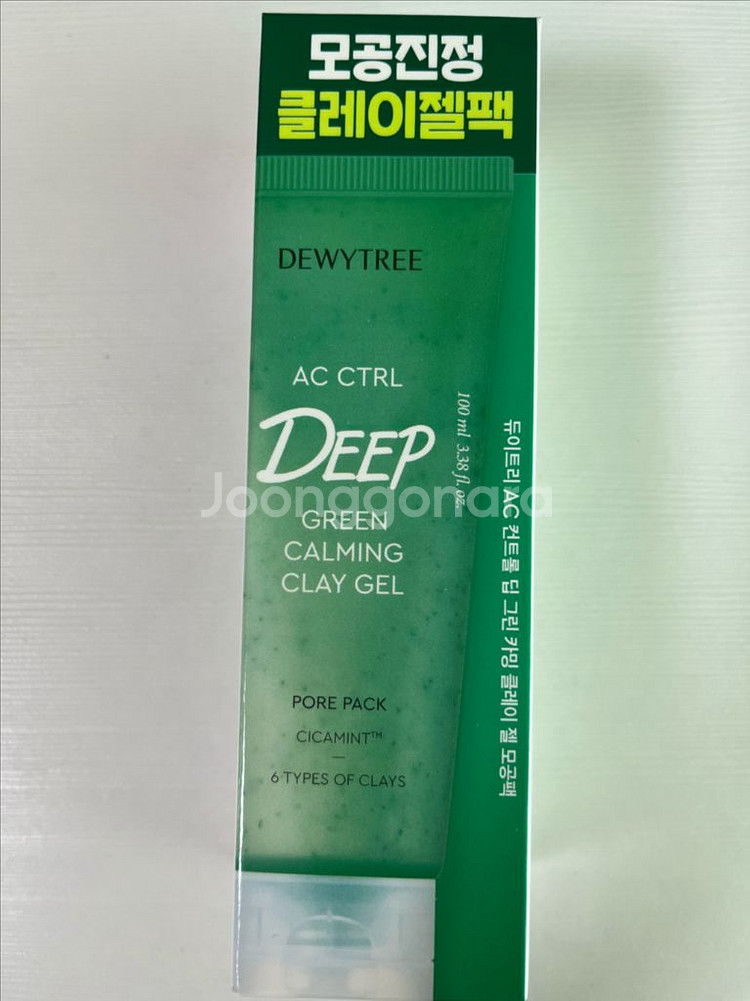 모공진정
클레이젤팩
DEWYTREE
AC CTRL
DEEP
100 ml 3.38 fl. oz.
GREEN
CALMING
CLAY GEL
PORE PACK
CICAMINT™
6 TYPES OF CLAYS
듀이트리 AC 컨트롤 딥 그린 카밍 클레이 젤 모공팩
Joonggonara